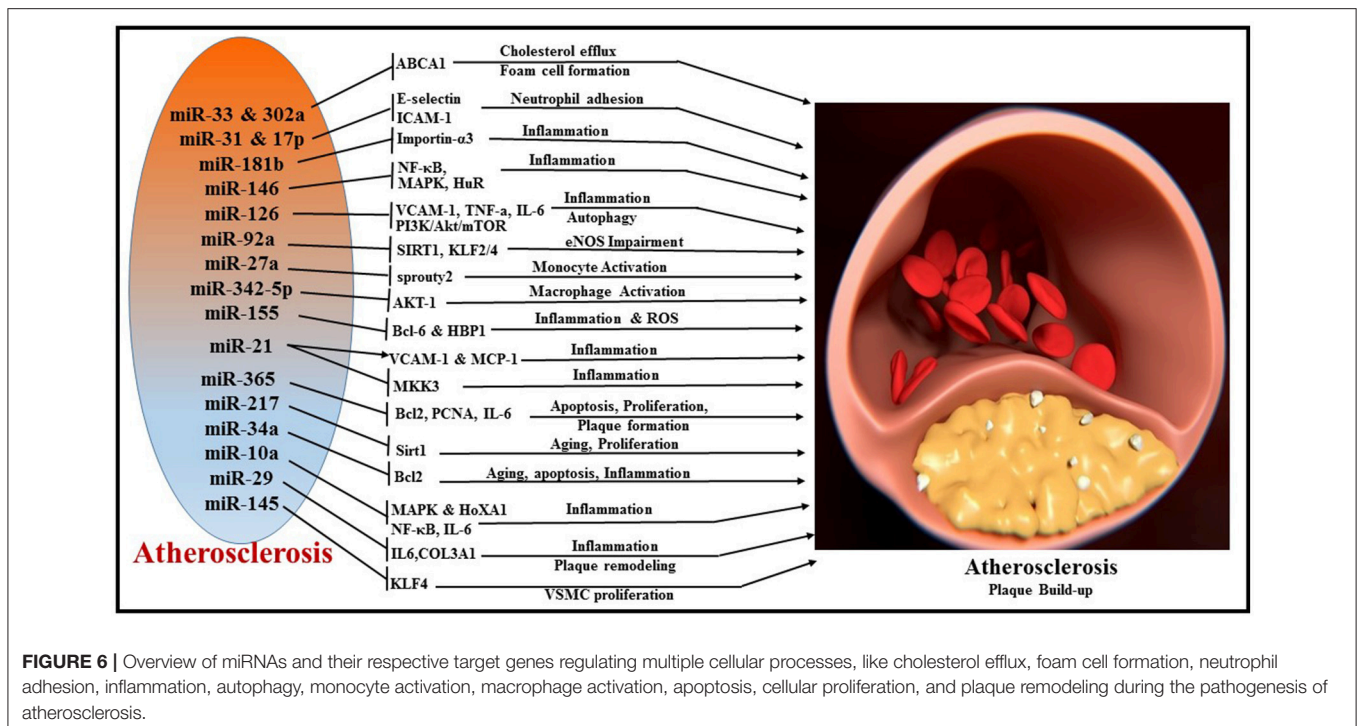 miR-33 & 302a
miR-31 & 17p
miR-181b
miR-146
miR-126
miR-92a
miR-27a
miR-342-5p
miR-155
miR-21
miR-365
miR-217
miR-34a
miR-10a
miR-29
miR-145
Atherosclerosis
ABCA1
Cholesterol efflux
Foam cell formation
E-selectin
ICAM-1
Neutrophil adhesion
Importin-α3
Inflammation
NF-κB,
MAPK, HuR
Inflammation
VCAM-1, TNF-a, IL-6
PI3K/Akt/mTOR
Inflammation
Autophagy
SIRT1, KLF2/4
eNOS Impairment
sprouty2
Monocyte Activation
AKT-1
Macrophage Activation
Bcl-6 & HBP1
Inflammation & ROS
VCAM-1 & MCP-1
Inflammation
MKK3
Inflammation
Bcl2, PCNA, IL-6
Apoptosis, Proliferation,
Plaque formation
Sirt1
Aging, Proliferation
Bcl2
Aging, apoptosis, Inflammation
MAPK & HoXA1
NF-κB, IL-6
Inflammation
IL6,COL3A1
Inflammation
Plaque remodeling
KLF4
VSMC proliferation
Atherosclerosis
Plaque Build-up
FIGURE 6 | Overview of miRNAs and their respective target genes regulating multiple cellular processes, like cholesterol efflux, foam cell formation, neutrophil
adhesion, inflammation, autophagy, monocyte activation, macrophage activation, apoptosis, cellular proliferation, and plaque remodeling during the pathogenesis of
atherosclerosis.